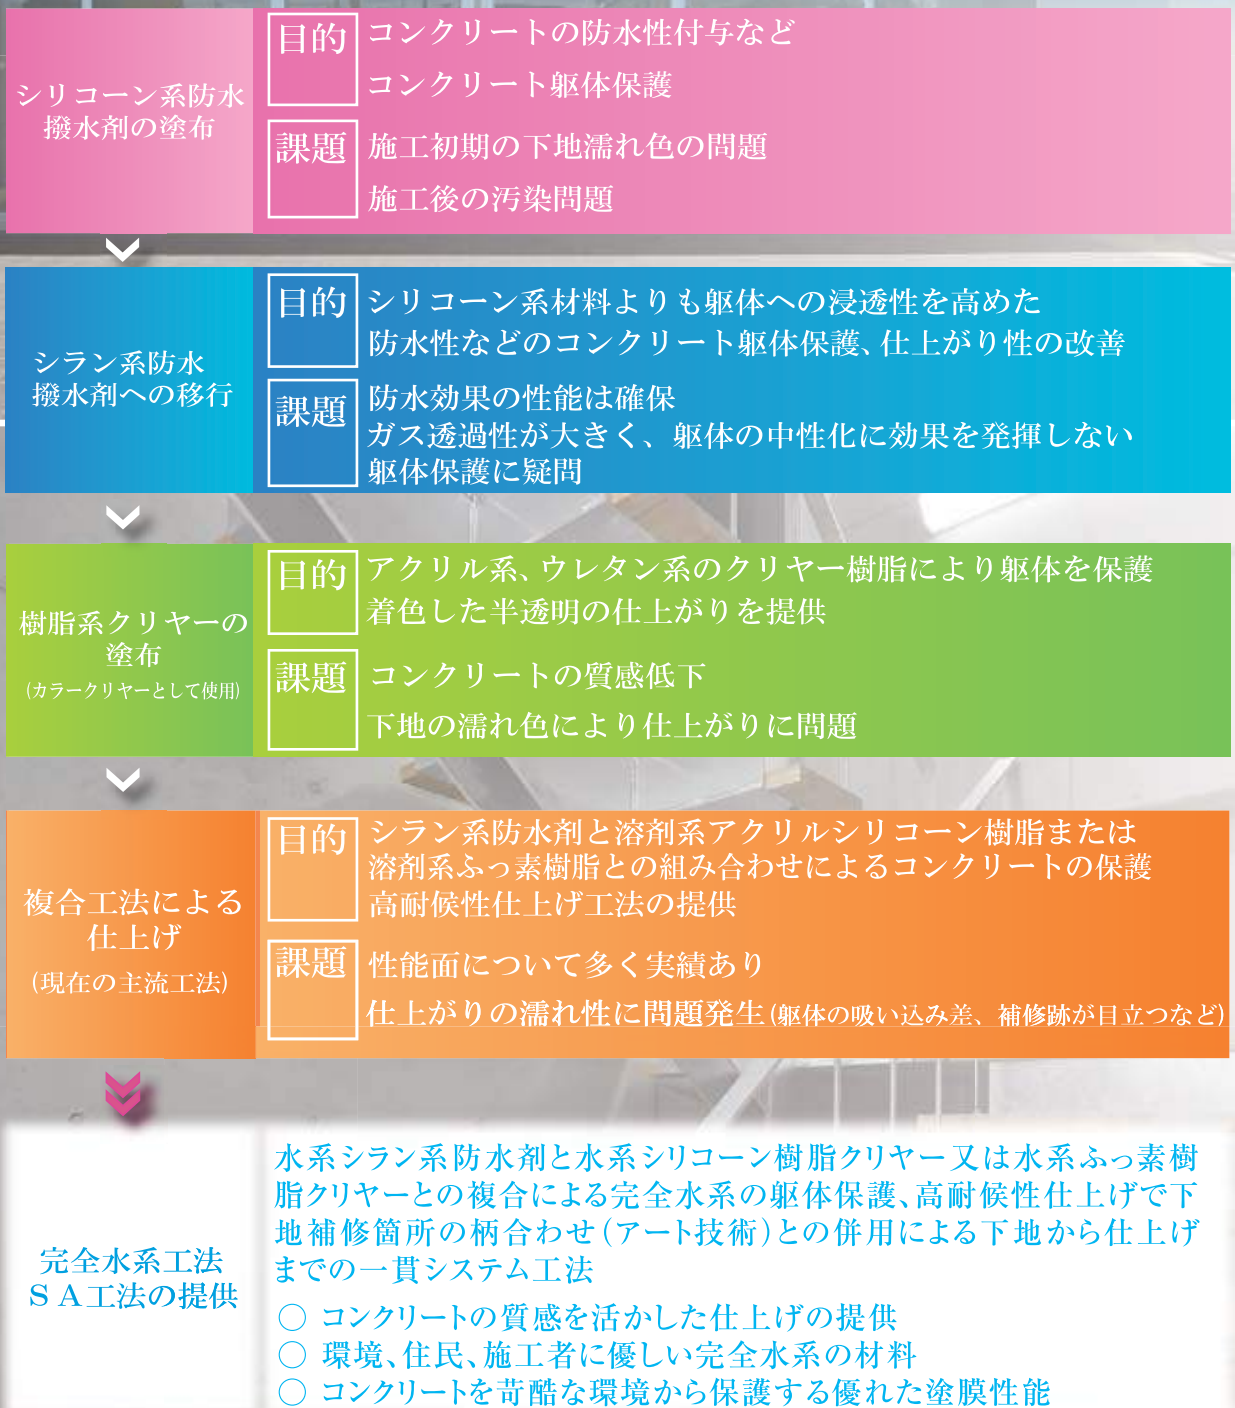 シリコーン系防水
撥水剤の塗布
目的
コンクリートの防水性付与など
コンクリート躯体保護
課題
施工初期の下地濡れ色の問題
施工後の汚染問題
シラン系防水
撥水剤への移行
目的
シリコーン系材料よりも躯体への浸透性を高めた
防水性などのコンクリート躯体保護、仕上がり性の改善
課題
防水効果の性能は確保
ガス透過性が大きく、躯体の中性化に効果を発揮しない
躯体保護に疑問
樹脂系クリヤーの
塗布
(カラークリヤーとして使用)
目的
アクリル系、ウレタン系のクリヤー樹脂により躯体を保護
着色した半透明の仕上がりを提供
課題
コンクリートの質感低下
下地の濡れ色により仕上がりに問題
複合工法による
仕上げ
(現在の主流工法)
目的
シラン系防水剤と溶剤系アクリルシリコーン樹脂または
溶剤系ふっ素樹脂との組み合わせによるコンクリートの保護
高耐候性仕上げ工法の提供
課題
性能面について多く実績あり
仕上がりの濡れ性に問題発生(躯体の吸い込み差、補修跡が目立つなど)
完全水系工法
ＳＡ工法の提供
水系シラン系防水剤と水系シリコーン樹脂クリヤー又は水系ふっ素樹
脂クリヤーとの複合による完全水系の躯体保護、高耐候性仕上げで下
地補修箇所の柄合わせ(アート技術)との併用による下地から仕上げ
までの一貫システム工法
○ コンクリートの質感を活かした仕上げの提供
○ 環境、住民、施工者に優しい完全水系の材料
○ コンクリートを苛酷な環境から保護する優れた塗膜性能